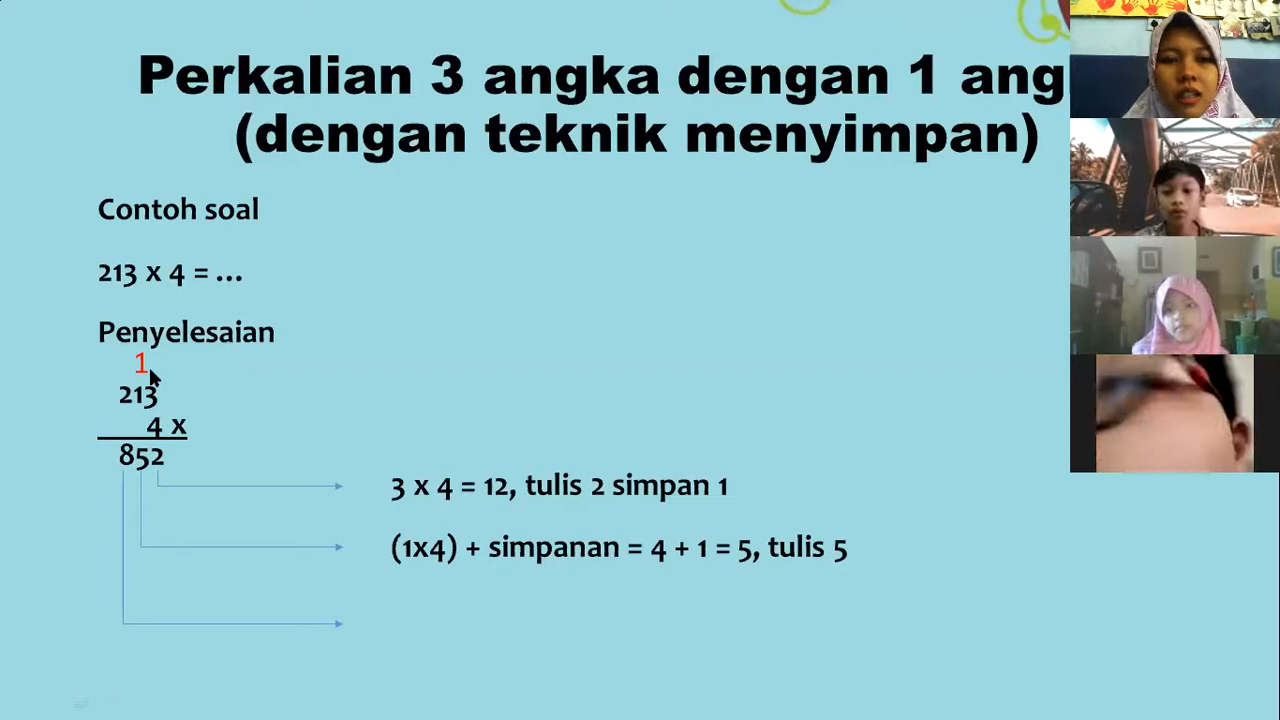 Perkalian 3 angka dengan 1 ang
(dengan teknik menyimpan)
Contoh soal
213 x 4 = ...
Penyelesaian
1
213
4 x
852
3 x 4 = 12, tulis 2 simpan 1
(1x4) + simpanan = 4 + 1 = 5, tulis 5